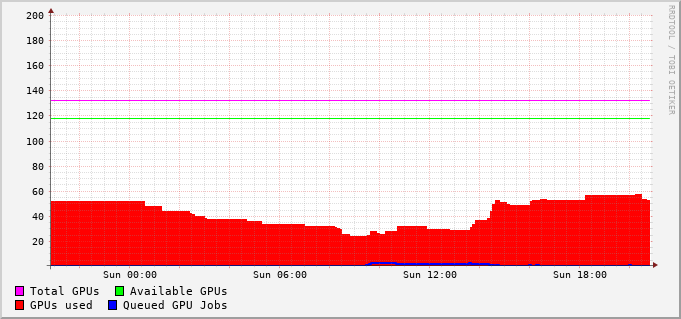 200
180
160
140
120
100
80
60
40
20
Sun 00:00 Sun 06:00 Sun 12:00 Sun 18:00
Total GPUs Available GPUs
GPUs used Queued GPU Jobs
RRDTOOL / TOBI OETIKER